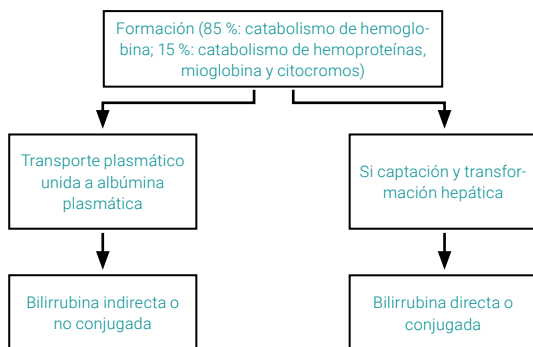 Formación (85 %: catabolismo de hemoglo-
bina; 15 %: catabolismo de hemoproteínas,
mioglobina y citocromos)
Transporte plasmático
unida a albúmina
plasmática
Si captación y transfor-
mación hepática
Bilirrubina indirecta o
no conjugada
Bilirrubina directa o
conjugada